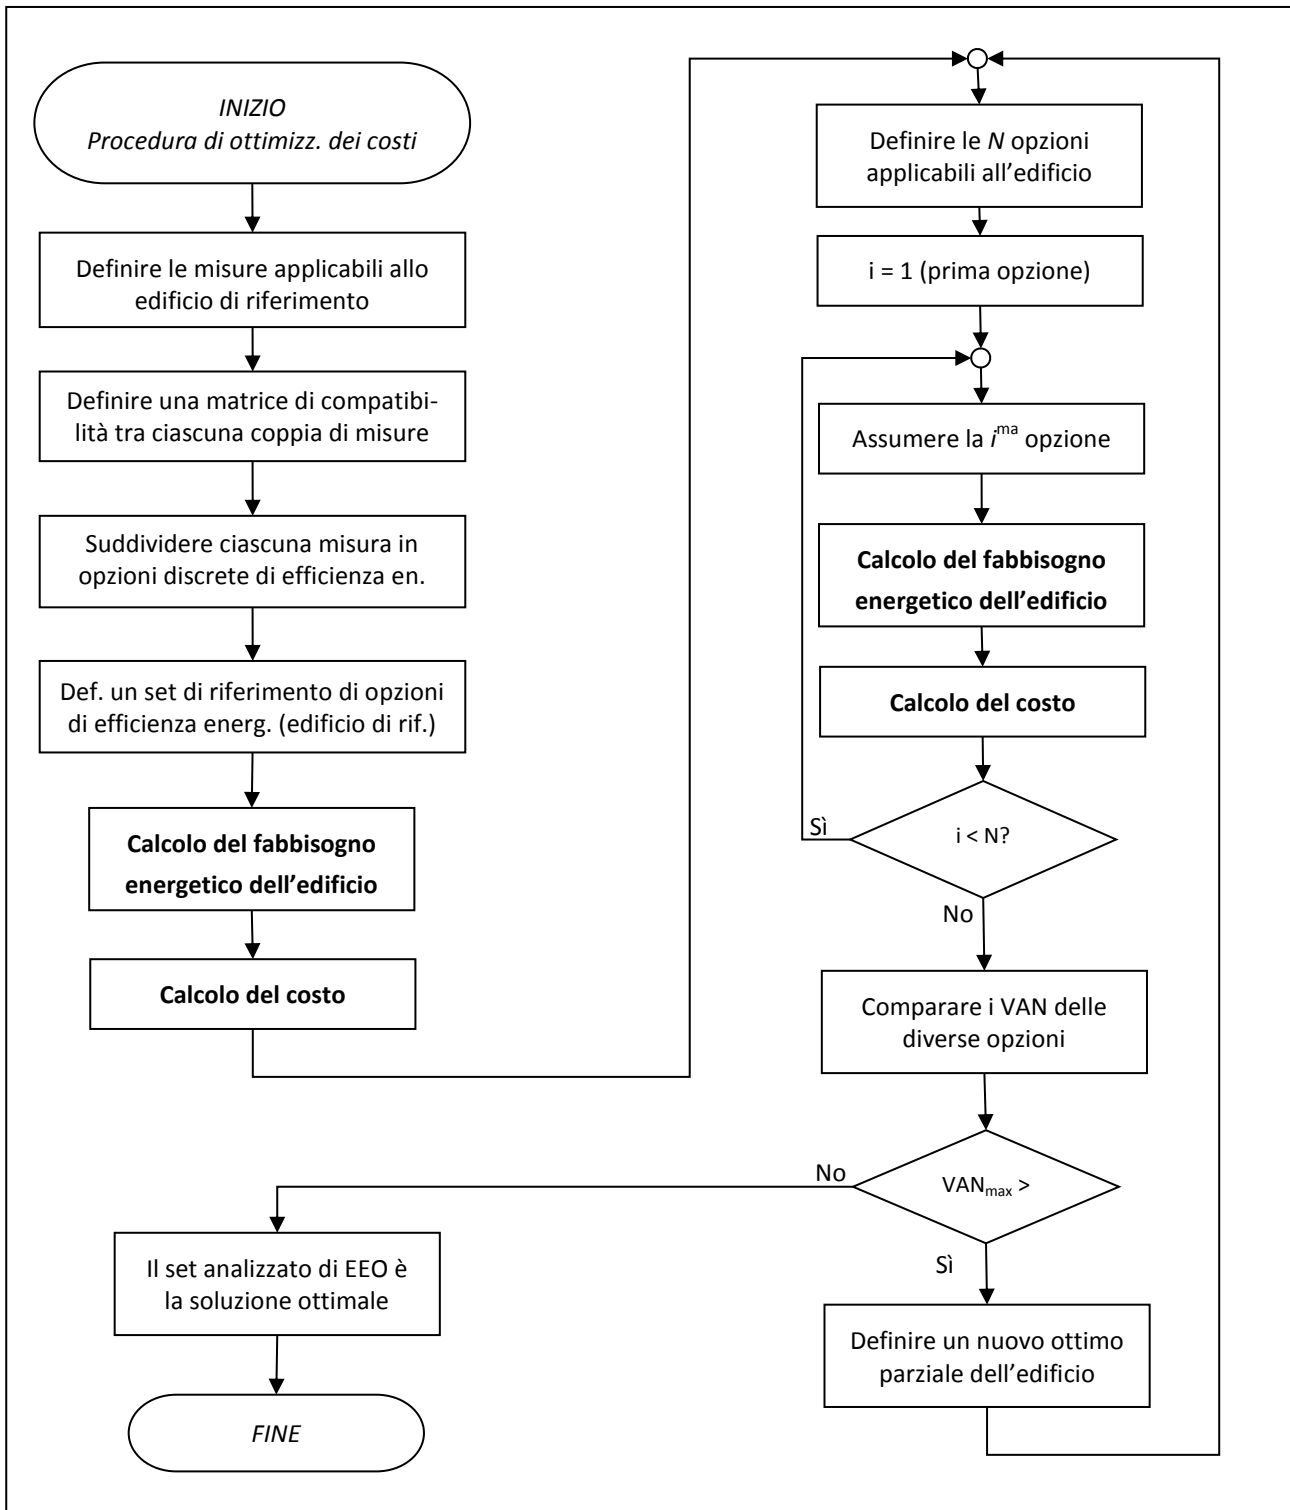 INIZIO
Procedura di ottimizz. dei costi
Definire le misure applicabili allo
edificio di riferimento
Definire una matrice di compatibi-
lità tra ciascuna coppia di misure
Suddividere ciascuna misura in
opzioni discrete di efficienza en.
Def. un set di riferimento di opzioni
di efficienza energ. (edificio di rif.)
Calcolo del fabbisogno
energetico dell’edificio
Calcolo del costo
Definire le N opzioni
applicabili all’edificio
i = 1 (prima opzione)
Assumere la i^ma opzione
Calcolo del fabbisogno
energetico dell’edificio
Calcolo del costo
i < N?
Sì
No
Comparare i VAN delle
diverse opzioni
VANmax >
No
Sì
Definire un nuovo ottimo
parziale dell’edificio
Il set analizzato di EEO è
la soluzione ottimale
FINE